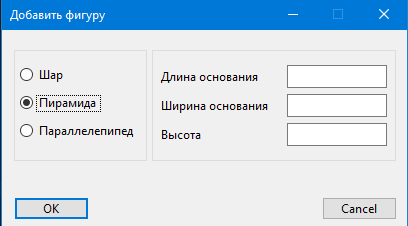 Добавить фигуру
Шар
Пирамида
Параллелепипед
Длина основания
Ширина основания
Высота
OK
Cancel